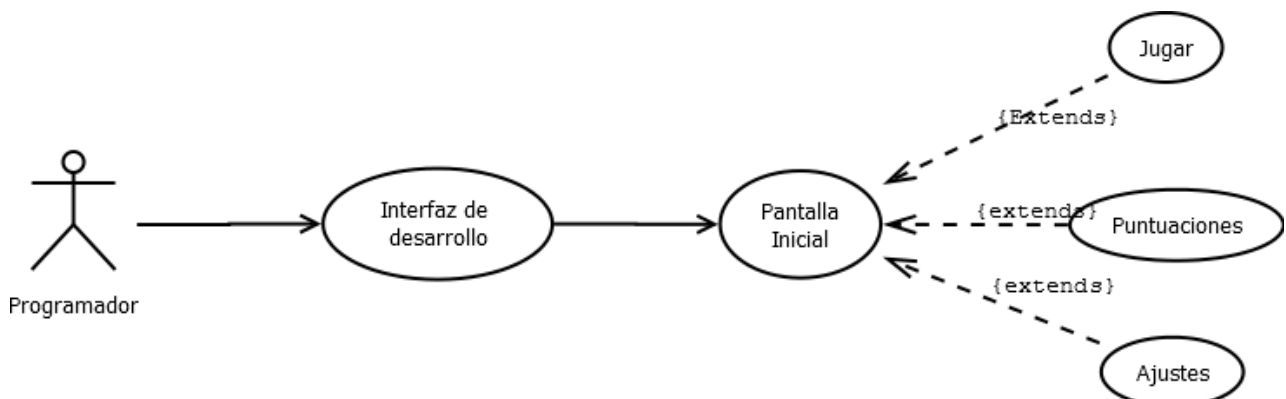 Jugar
{Extends}
Interfaz de
desarrollo
Pantalla
Inicial
{extends}
Puntuaciones
{extends}
Programador
Ajustes